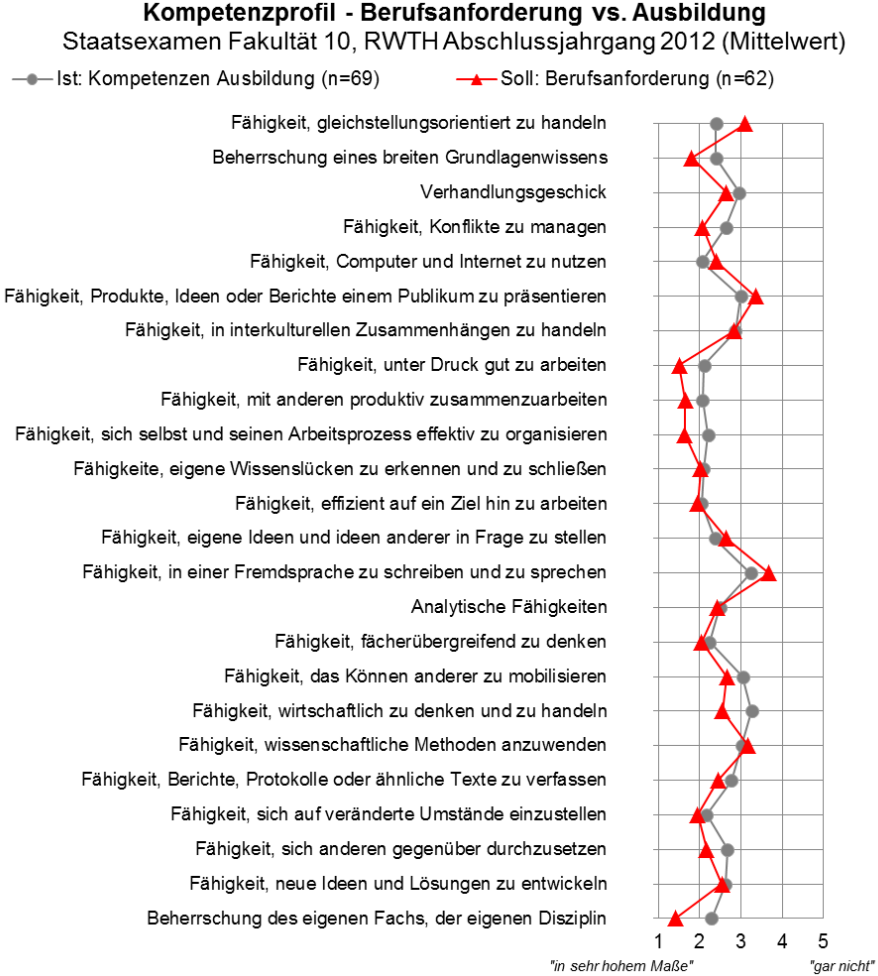 Kompetenzprofil - Berufsanforderung vs. Ausbildung
Staatsexamen Fakultät 10, RWTH Abschlussjahrgang 2012 (Mittelwert)
Ist: Kompetenzen Ausbildung (n=69) Soll: Berufsanforderung (n=62)
Fähigkeit, gleichstellungsorientiert zu handeln
Beherrschung eines breiten Grundlagenwissens
Verhandlungsgeschick
Fähigkeit, Konflikte zu managen
Fähigkeit, Computer und Internet zu nutzen
Fähigkeit, Produkte, Ideen oder Berichte einem Publikum zu präsentieren
Fähigkeit, in interkulturellen Zusammenhängen zu handeln
Fähigkeit, unter Druck gut zu arbeiten
Fähigkeit, mit anderen produktiv zusammenzuarbeiten
Fähigkeit, sich selbst und seinen Arbeitsprozess effektiv zu organisieren
Fähigkeite, eigene Wissenslücken zu erkennen und zu schließen
Fähigkeit, effizient auf ein Ziel hin zu arbeiten
Fähigkeit, eigene Ideen und ideen anderer in Frage zu stellen
Fähigkeit, in einer Fremdsprache zu schreiben und zu sprechen
Analytische Fähigkeiten
Fähigkeit, fächerübergreifend zu denken
Fähigkeit, das Können anderer zu mobilisieren
Fähigkeit, wirtschaftlich zu denken und zu handeln
Fähigkeit, wissenschaftliche Methoden anzuwenden
Fähigkeit, Berichte, Protokolle oder ähnliche Texte zu verfassen
Fähigkeit, sich auf veränderte Umstände einzustellen
Fähigkeit, sich anderen gegenüber durchzusetzen
Fähigkeit, neue Ideen und Lösungen zu entwickeln
Beherrschung des eigenen Fachs, der eigenen Disziplin
1 2 3 4 5
"in sehr hohem Maße" "gar nicht"